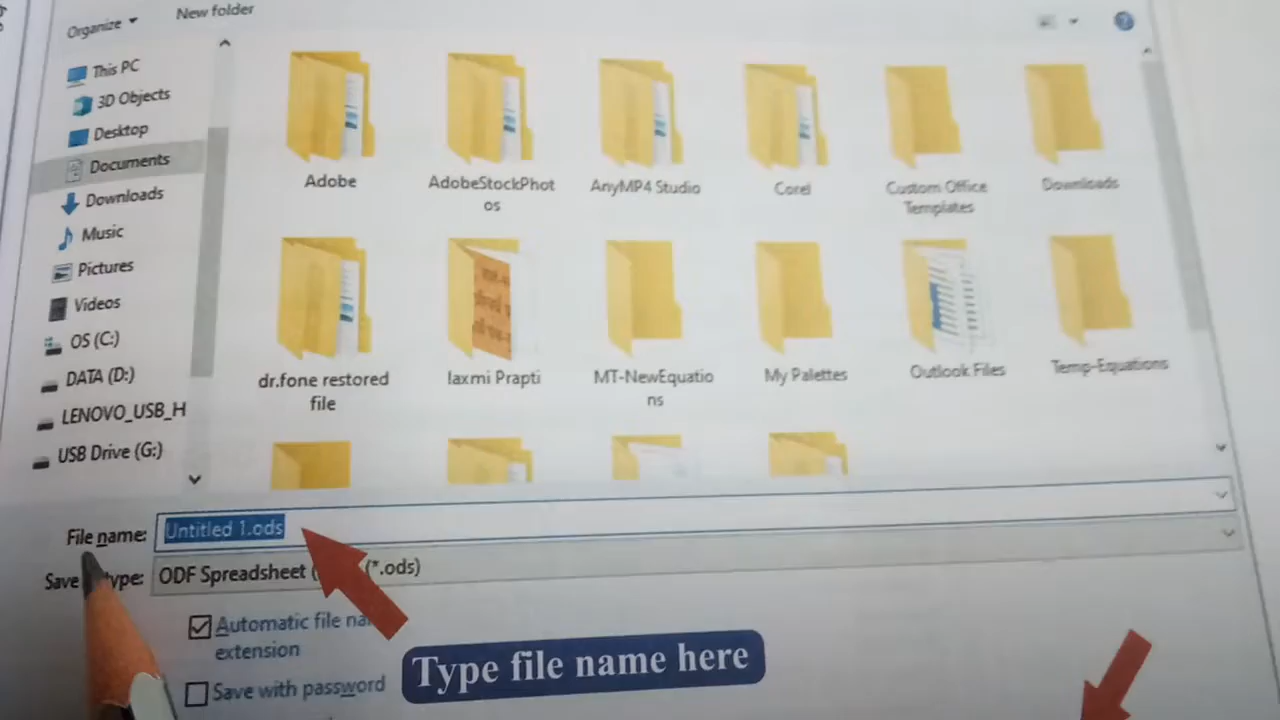 Organize
New folder
This PC
3D Objects
Desktop
Documents
Downloads
Music
Pictures
Videos
OS (C:)
DATA (D:)
LENOVO_USB_H
USB Drive (G:)
Adobe
AdobeStockPhot
os
AnyMP4 Studio
Corel
Custom Office
Templates
Downloads
dr.fone restored
file
laxmi Prapti
MT-NewEquatio
ns
My Palettes
Outlook Files
Temp-Equations
File name:
Untitled 1.ods
Save type:
ODF Spreadsheet ( (*.ods)
Automatic file na
extension
Save with password
Type file name here